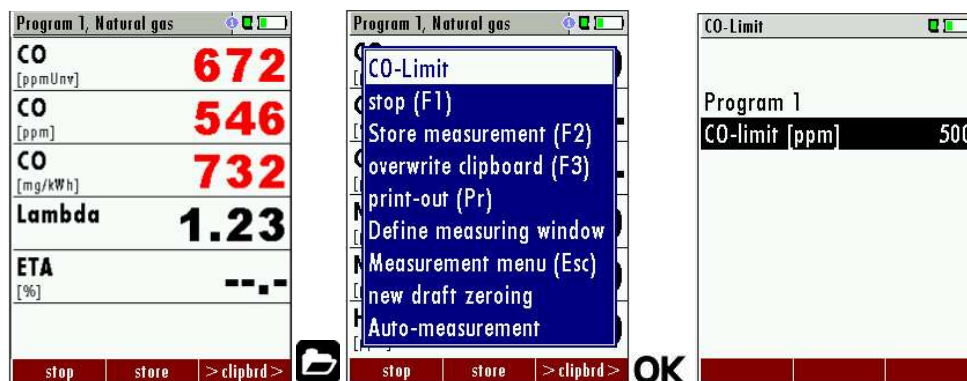 Program 1, Natural gas
CO
[ppmUnv]
672
CO
[ppm]
546
CO
[mg/kWh]
732
Lambda
1.23
ETA
[%]
--.-
stop store >clipbrd>
Program 1, Natural gas
CO-Limit
stop (F1)
Store measurement (F2)
overwrite clipboard (F3)
print-out (Pr)
Define measuring window
Measurement menu (Esc)
new draft zeroing
Auto-measurement
stop store >clipbrd>
OK
CO-Limit
Program 1
CO-limit [ppm] 500